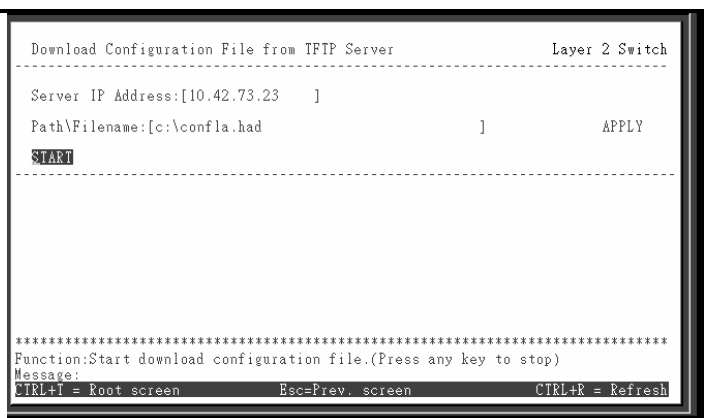 Download Configuration File from TFTP Server Layer 2 Switch
--------------------------------------------------------------------------------
Server IP Address:[10.42.73.23 ]
Path\Filename:[c:\confla.had ] APPLY
START
--------------------------------------------------------------------------------
********************************************************************************
Function:Start download configuration file.(Press any key to stop)
Message:
CTRL+T = Root screen Esc=Prev. screen CTRL+R = Refresh